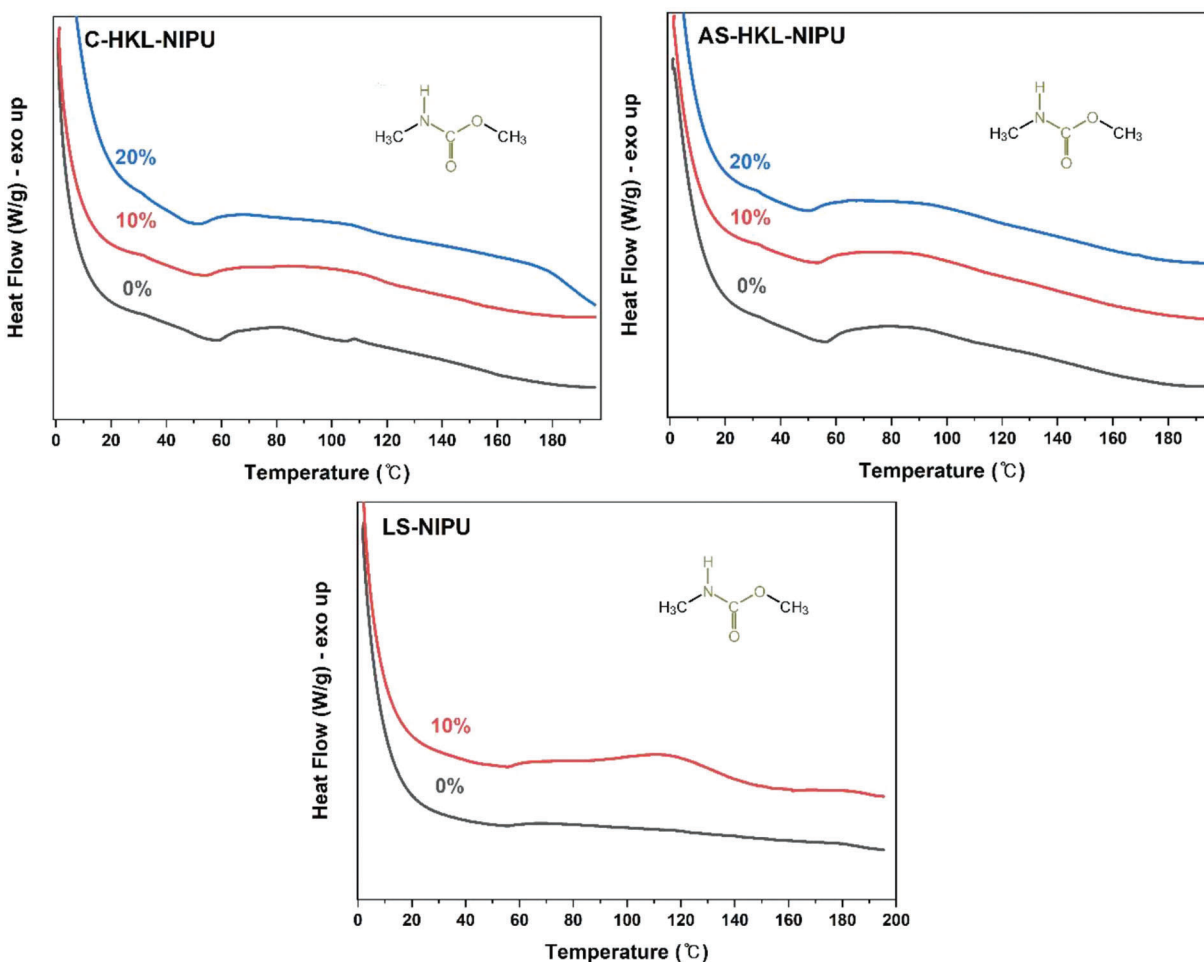 C-HKL-NIPU
Heat Flow (W/g) - exo up
H
N
O
H₃C
C
CH₃
O
20%
10%
0%
0 20 40 60 80 100 120 140 160 180
Temperature (℃)
AS-HKL-NIPU
Heat Flow (W/g) - exo up
H
N
O
H₃C
C
CH₃
O
20%
10%
0%
0 20 40 60 80 100 120 140 160 180
Temperature (℃)
LS-NIPU
Heat Flow (W/g) - exo up
H
N
O
H₃C
C
CH₃
O
10%
0%
0 20 40 60 80 100 120 140 160 180 200
Temperature (℃)